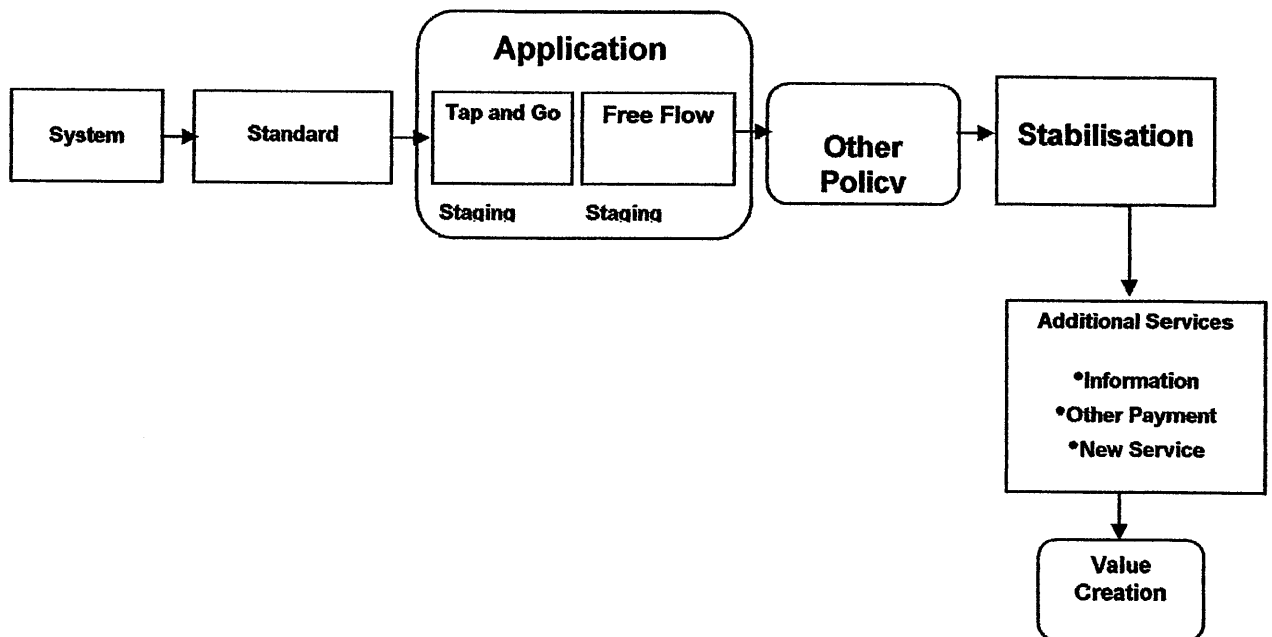 Application
System
Standard
Tap and Go
Free Flow
Staging
Staging
Other
Policy
Stabilisation
Additional Services
•Information
•Other Payment
•New Service
Value
Creation